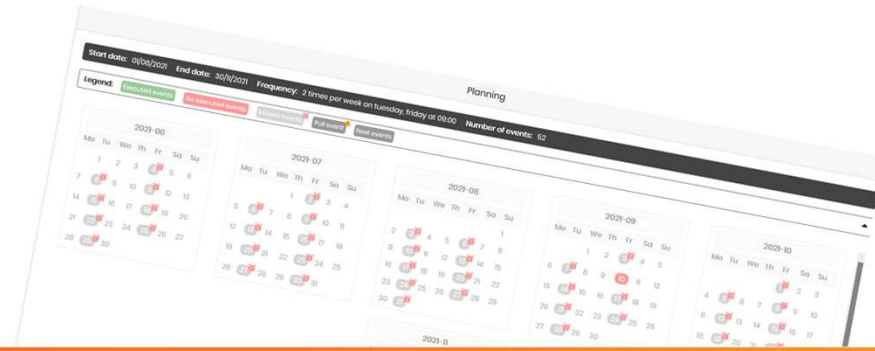 Planning
Start date: 01/06/2021 End date: 30/11/2021 Frequency: 2 times per week on tuesday, friday at 09:00 Number of events: 52
Legend: Executed events No executed events Moved events Pull event Next events
2021-06
Mo Tu We Th Fr Sa Su
1 2 3 4 5 6
7 8 9 10 11 12 13
14 15 16 17 18 19 20
21 22 23 24 25 26 27
28 29 30
2021-07
Mo Tu We Th Fr Sa Su
1 2 3 4
5 6 7 8 9 10 11
12 13 14 15 16 17 18
19 20 21 22 23 24 25
26 27 28 29 30 31
2021-08
Mo Tu We Th Fr Sa Su
1
2 3 4 5 6 7 8
9 10 11 12 13 14 15
16 17 18 19 20 21 22
23 24 25 26 27 28 29
30 31
2021-09
Mo Tu We Th Fr Sa Su
1 2 3 4 5
6 7 8 9 10 11 12
13 14 15 16 17 18 19
20 21 22 23 24 25 26
27 28 29 30
2021-10
Mo Tu We Th Fr Sa Su
1 2 3
4 5 6 7 8 9 10
11 12 13 14 15 16 17
18 19 20 21
2021-11